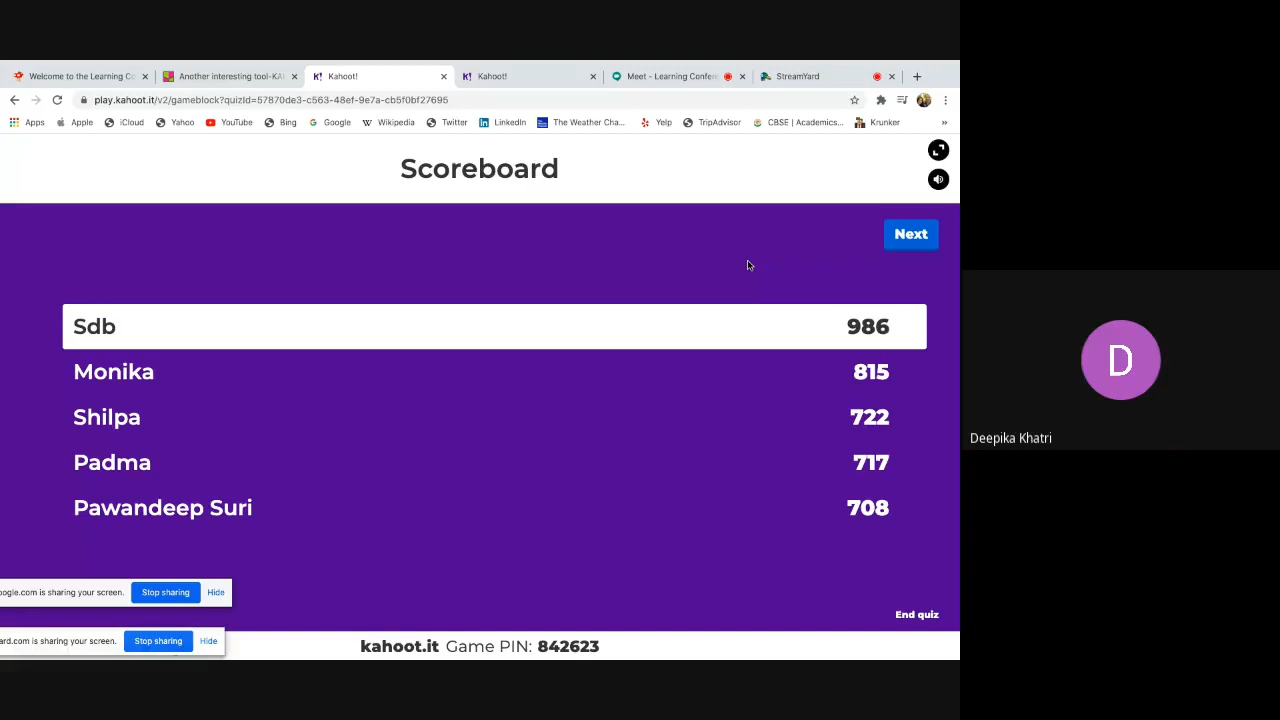 Welcome to the Learning Co
Another interesting tool-KA
K! Kahoot!
K! Kahoot!
Meet - Learning Confere
StreamYard
play.kahoot.it/v2/gameblock?quizId=57870de3-c563-48ef-9e7a-cb5f0bf27695
Apps Apple iCloud Yahoo YouTube Bing Google Wikipedia Twitter LinkedIn The Weather Cha... Yelp TripAdvisor CBSE | Academics... Krunker »
Scoreboard
Next
Sdb 986
Monika 815
Shilpa 722
Padma 717
Pawandeep Suri 708
D
Deepika Khatri
oogle.com is sharing your screen. Stop sharing Hide
End quiz
ard.com is sharing your screen. Stop sharing Hide
kahoot.it Game PIN: 842623